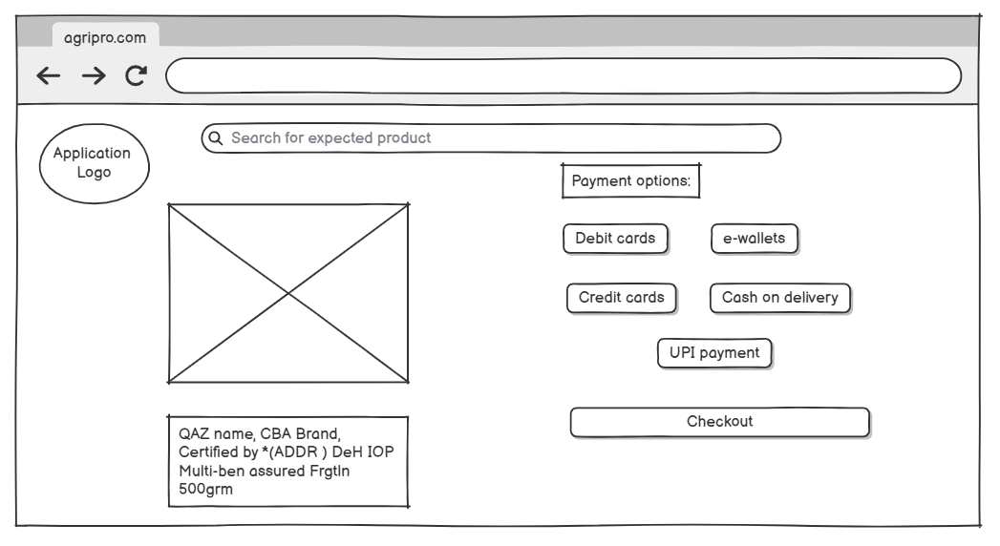 agripro.com
Application
Logo
Search for expected product
Payment options:
Debit cards
e-wallets
Credit cards
Cash on delivery
UPI payment
Checkout
QAZ name, CBA Brand,
Certified by *(ADDR ) DeH IOP
Multi-ben assured Frgtln
500grm